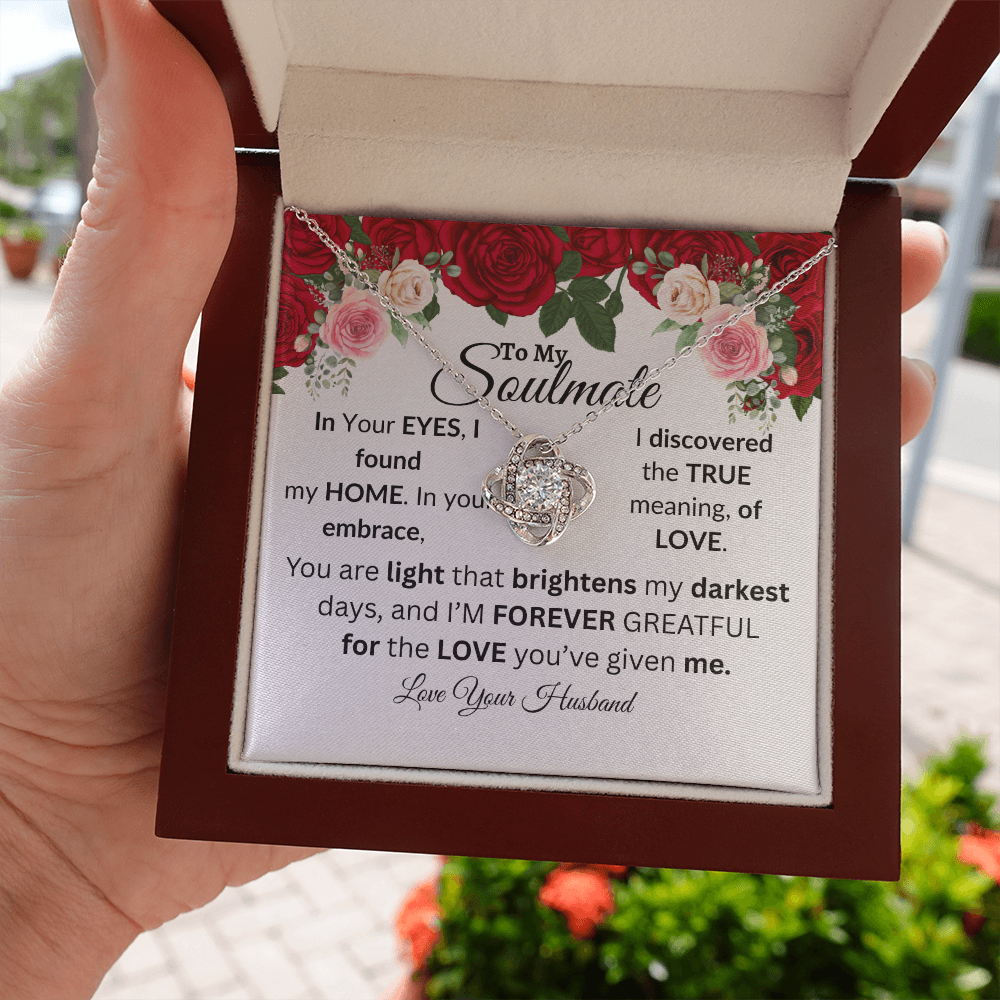 To My
Soulmate
In Your EYES, I
found
my HOME. In you
embrace,
I discovered
the TRUE
meaning, of
LOVE.
You are light that brightens my darkest
days, and I'M FOREVER GREATFUL
for the LOVE you've given me.
Love Your Husband